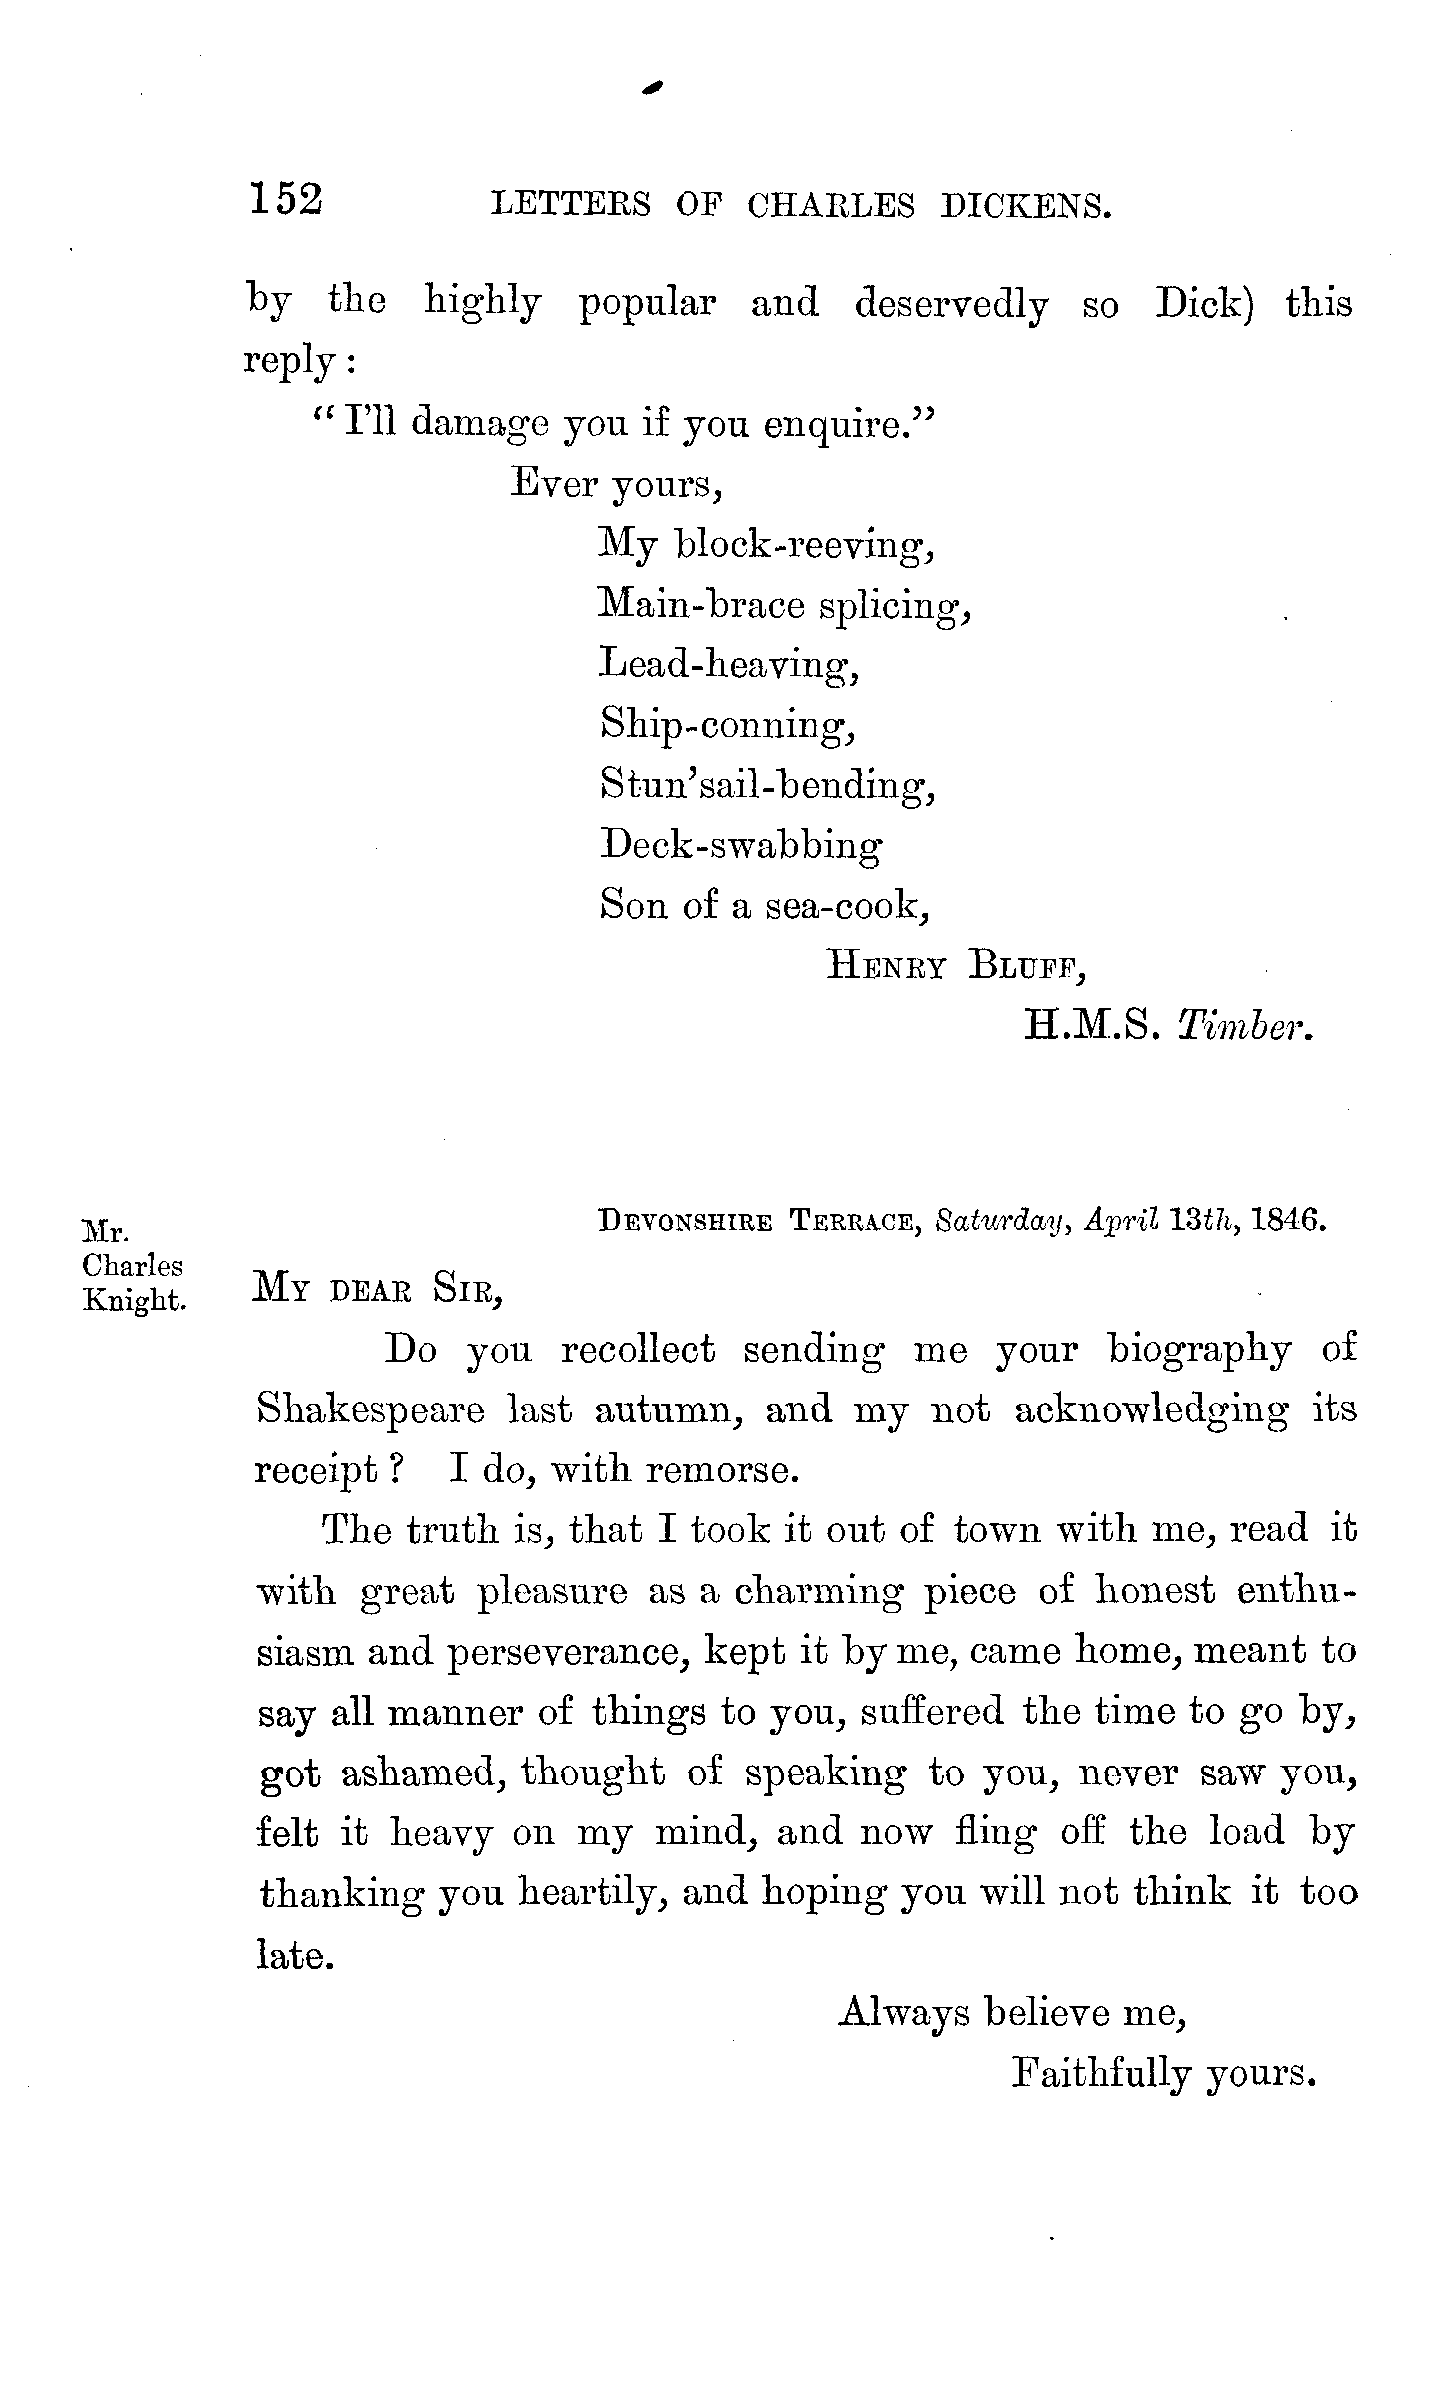 152 LETTERS OF CHARLES DICKENS.
by the highly popular and deservedly so Dick) this
reply:
"I'll damage you if you enquire."
Ever yours,
My block-reeving,
Main-brace splicing,
Lead-heaving,
Ship-conning,
Stun'sail-bending,
Deck-swabbing
Son of a sea-cook,
HENRY BLUFF,
H.M.S. Timber.
Mr.
Charles
Knight.
DEVONSHIRE TERRACE, Saturday, April 13th, 1846.
MY DEAR SIR,
Do you recollect sending me your biography of
Shakespeare last autumn, and my not acknowledging its
receipt? I do, with remorse.
The truth is, that I took it out of town with me, read it
with great pleasure as a charming piece of honest enthu-
siasm and perseverance, kept it by me, came home, meant to
say all manner of things to you, suffered the time to go by,
got ashamed, thought of speaking to you, never saw you,
felt it heavy on my mind, and now fling off the load by
thanking you heartily, and hoping you will not think it too
late.
Always believe me,
Faithfully yours.